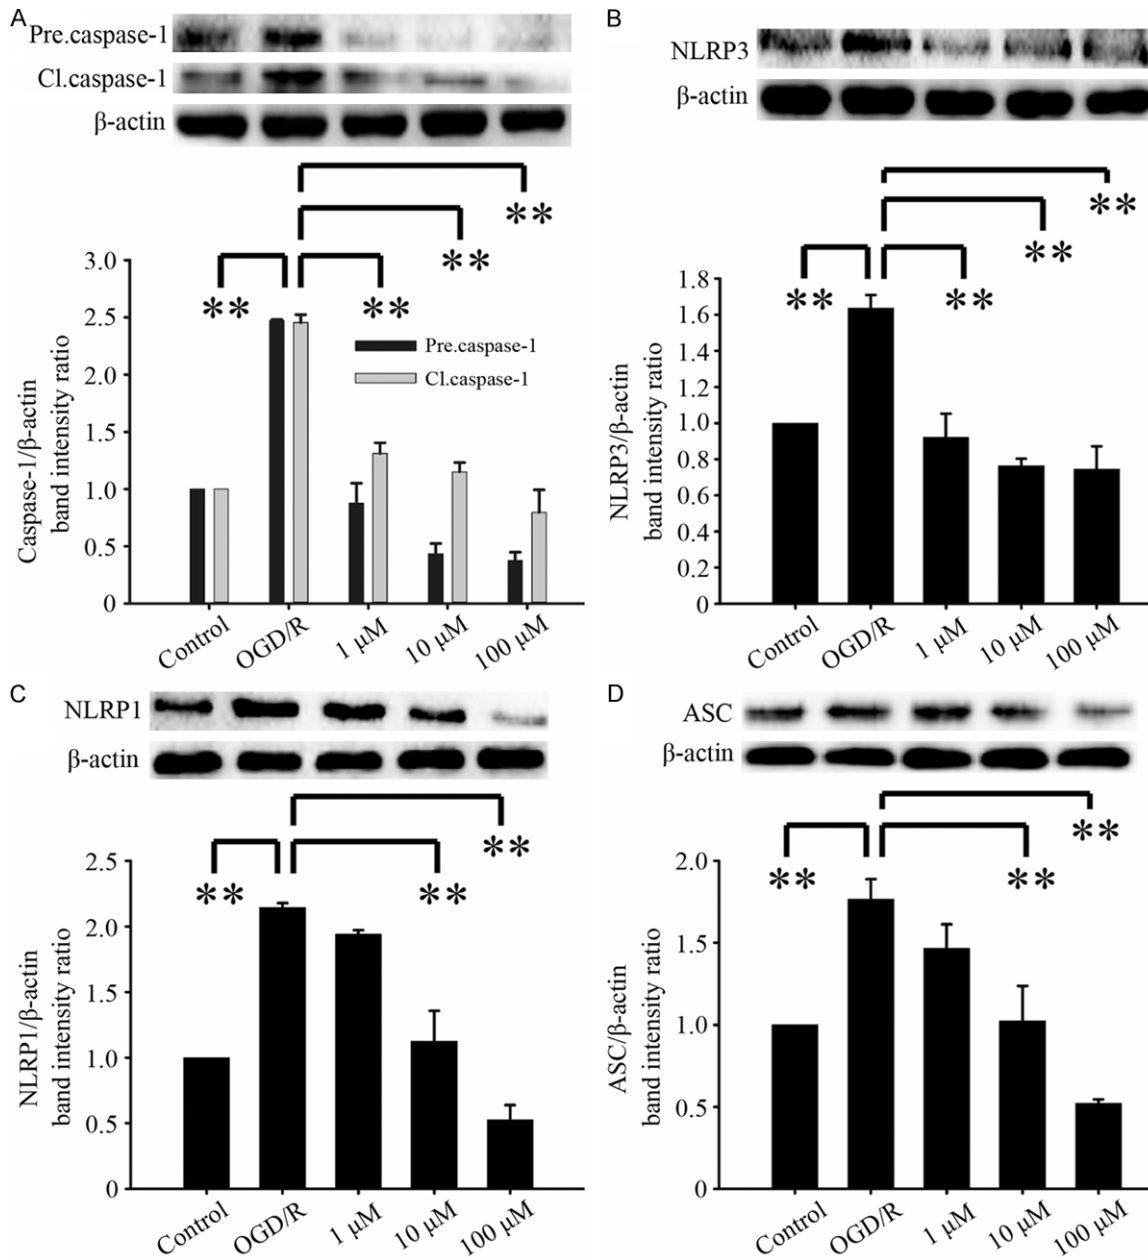 A
Pre.caspase-1
Cl.caspase-1
β-actin
**
**
** **
3.0
2.5
2.0
1.5
1.0
0.5
0
Caspase-1/β-actin
band intensity ratio
Pre.caspase-1
Cl.caspase-1
Control OGD/R 1 μM 10 μM 100 μM
B
NLRP3
β-actin
**
**
** **
1.8
1.6
1.4
1.2
1.0
0.8
0.6
0.4
0.2
0
NLRP3/β-actin
band intensity ratio
Control OGD/R 1 μM 10 μM 100 μM
C
NLRP1
β-actin
**
** **
2.5
2.0
1.5
1.0
0.5
0
NLRP1/β-actin
band intensity ratio
Control OGD/R 1 μM 10 μM 100 μM
D
ASC
β-actin
**
** **
2.0
1.5
1.0
0.5
0
ASC/β-actin
band intensity ratio
Control OGD/R 1 μM 10 μM 100 μM